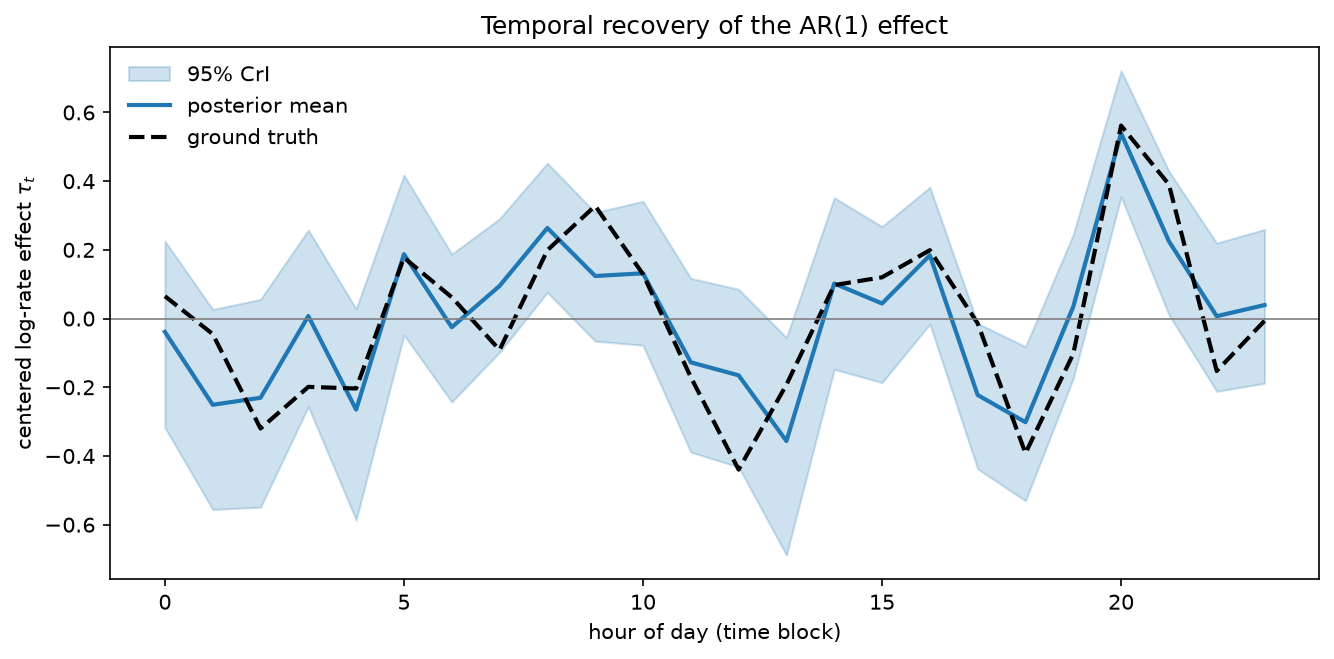 Temporal recovery of the AR(1) effect
95% CrI
posterior mean
ground truth
centered log-rate effect τₜ
0.6
0.4
0.2
0.0
−0.2
−0.4
−0.6
0 5 10 15 20
hour of day (time block)